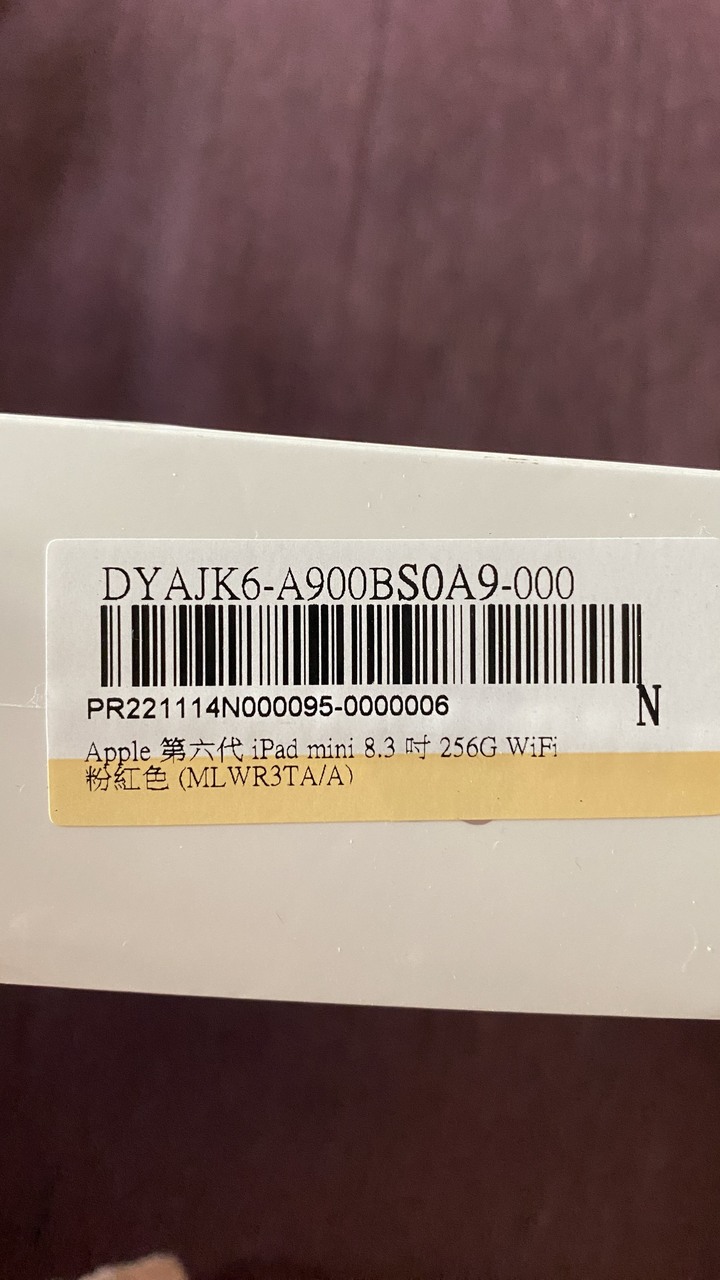 DYAJK6-A900BS0A9-000
PR221114N000095-0000006
N
Apple 第六代 iPad mini 8.3 吋 256G WiFi
粉紅色 (MLWR3TA/A)